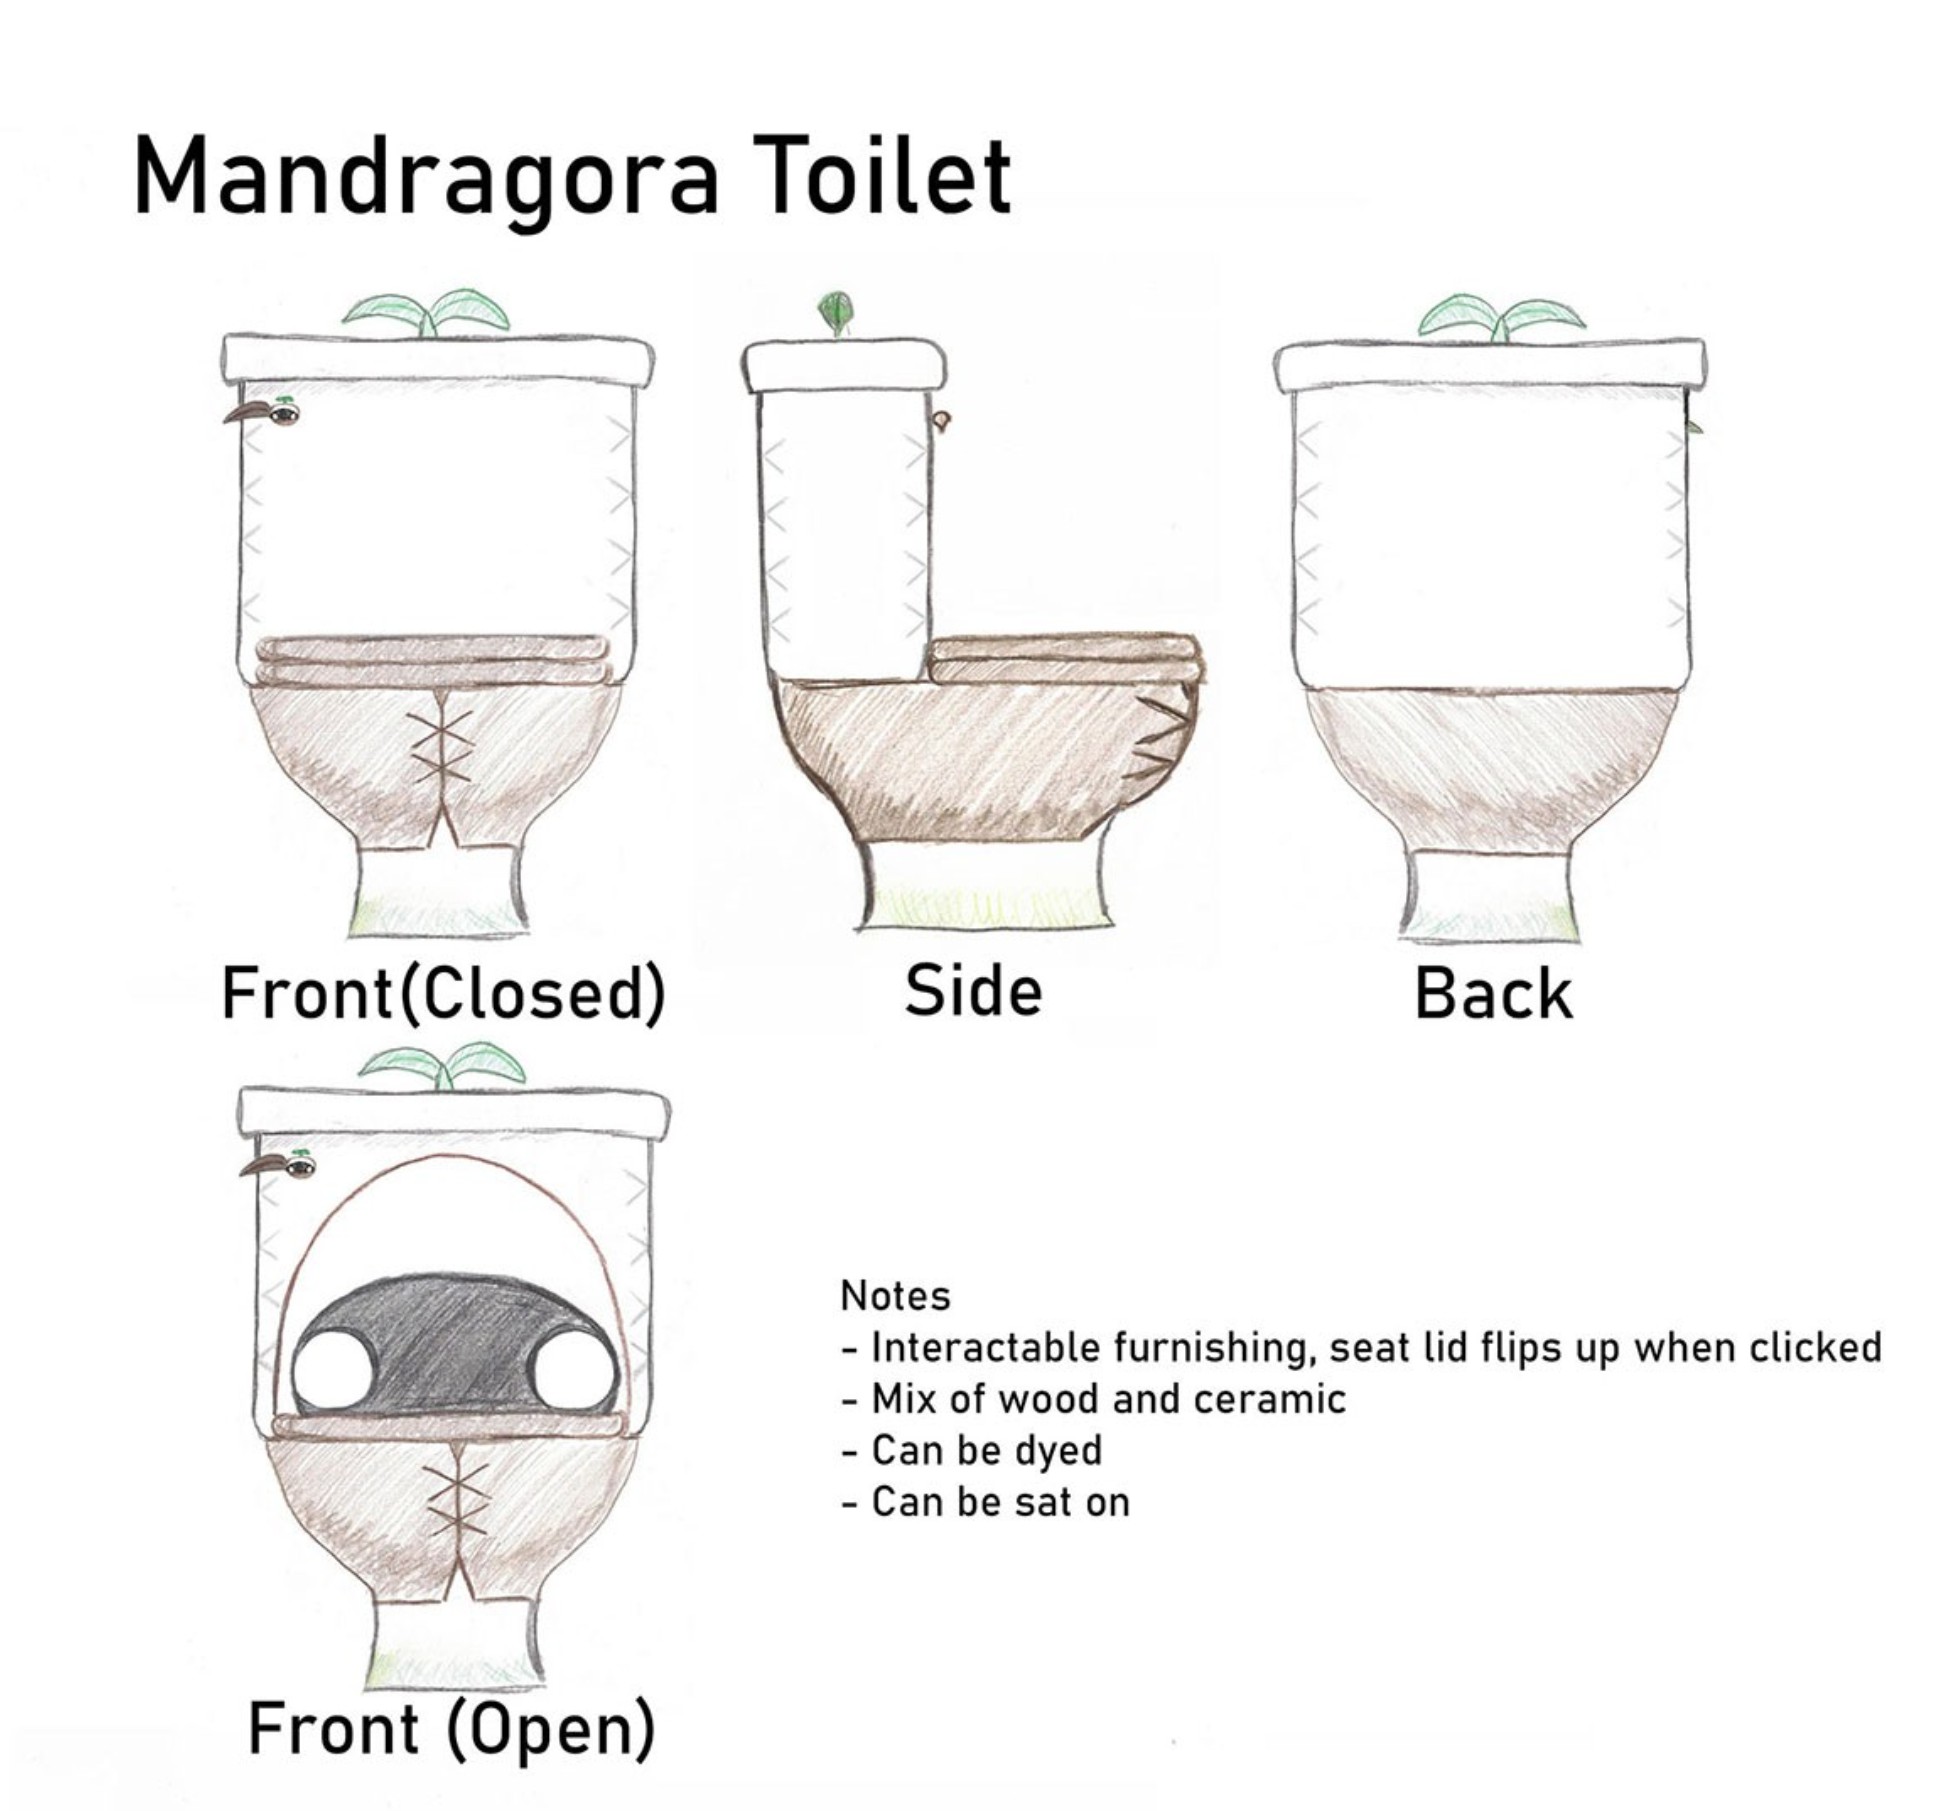 Mandragora Toilet
Front(Closed)
Side
Back
Front (Open)
Notes
- Interactable furnishing, seat lid flips up when clicked
- Mix of wood and ceramic
- Can be dyed
- Can be sat on